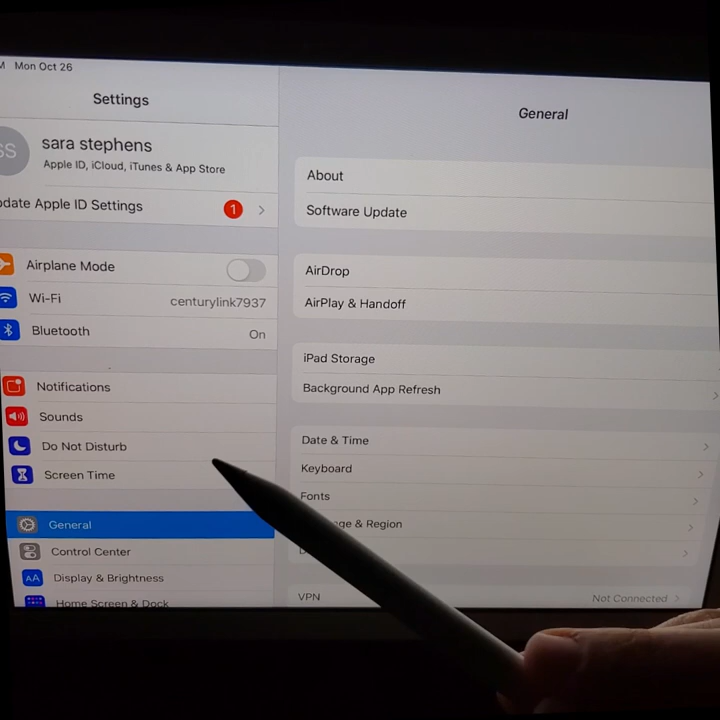 Mon Oct 26
Settings
General
SS
sara stephens
Apple ID, iCloud, iTunes & App Store
Apple ID Settings
1
Airplane Mode
Wi-Fi centurylink7937
Bluetooth On
Notifications
Sounds
Do Not Disturb
Screen Time
General
Control Center
AA Display & Brightness
Home Screen & Dock
About
Software Update
AirDrop
AirPlay & Handoff
iPad Storage
Background App Refresh
Date & Time
Keyboard
Fonts
& Region
VPN Not Connected